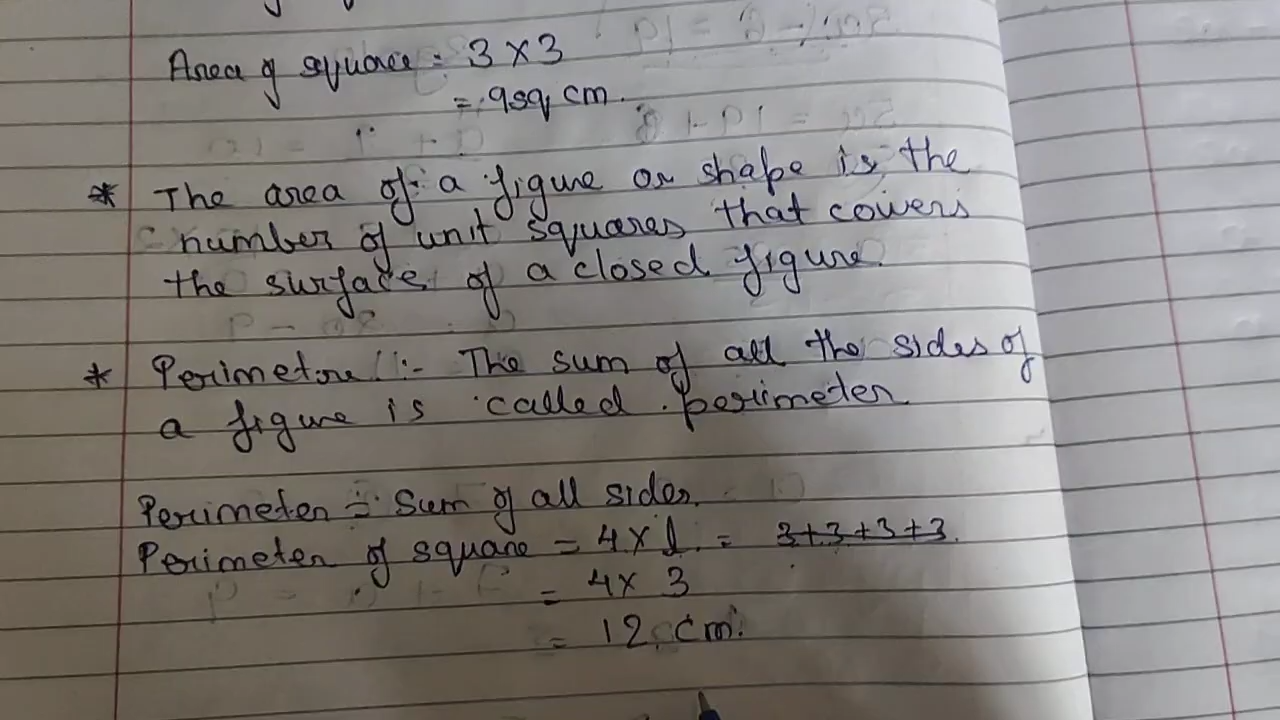 Area of square = 3 × 3
= 9 sq cm.
* The area of a figure or shape is the
number of unit squares that cowers
the surface of a closed figure.
* Perimetre :- The sum of all the sides of
a figure is called perimeter
Perimeter = Sum of all sides.
Perimeter of square = 4 × l = 3+3+3+3.
= 4 × 3
= 12 cm.